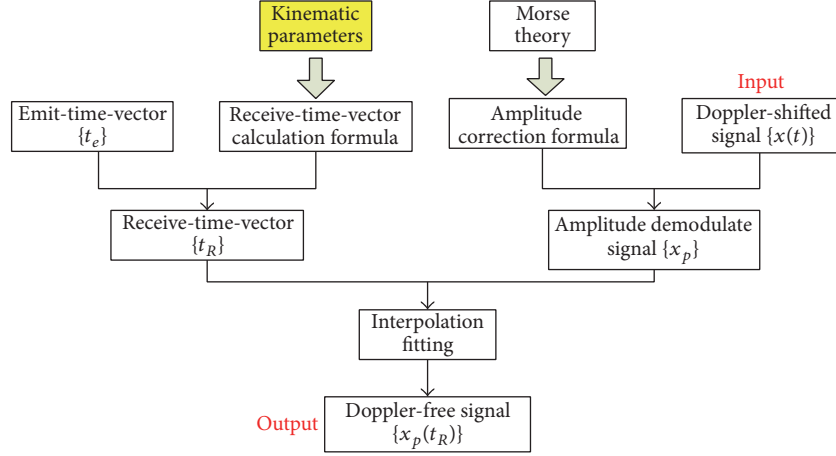 Kinematic
parameters
Morse
theory
Input
Emit-time-vector
{t_e}
Receive-time-vector
calculation formula
Amplitude
correction formula
Doppler-shifted
signal {x(t)}
Receive-time-vector
{t_R}
Amplitude demodulate
signal {x_p}
Interpolation
fitting
Output
Doppler-free signal
{x_p(t_R)}